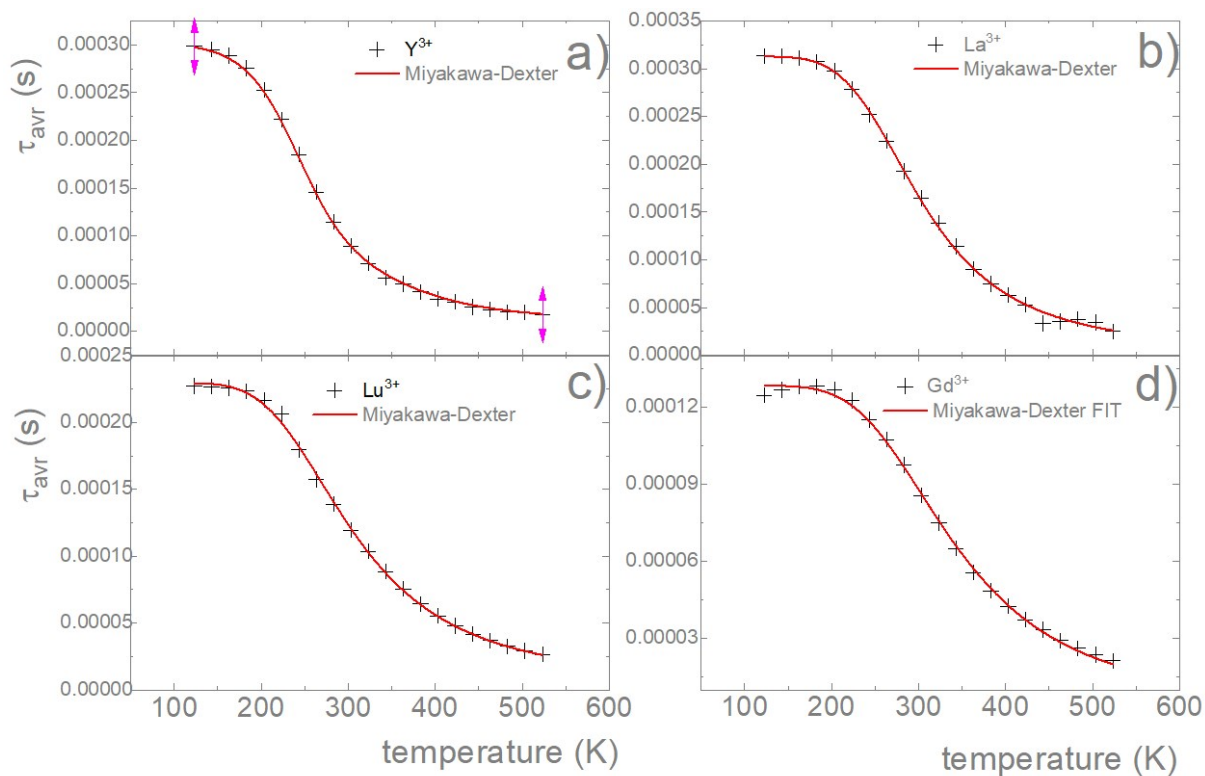 a)
Y³⁺
Miyakawa-Dexter
τavr (s)
0.00030
0.00025
0.00020
0.00015
0.00010
0.00005
0.00000
b)
La³⁺
Miyakawa-Dexter
0.00035
0.00030
0.00025
0.00020
0.00015
0.00010
0.00005
0.00000
c)
Lu³⁺
Miyakawa-Dexter
τavr (s)
0.00025
0.00020
0.00015
0.00010
0.00005
0.00000
100 200 300 400 500 600
temperature (K)
d)
Gd³⁺
Miyakawa-Dexter FIT
0.00012
0.00009
0.00006
0.00003
100 200 300 400 500 600
temperature (K)